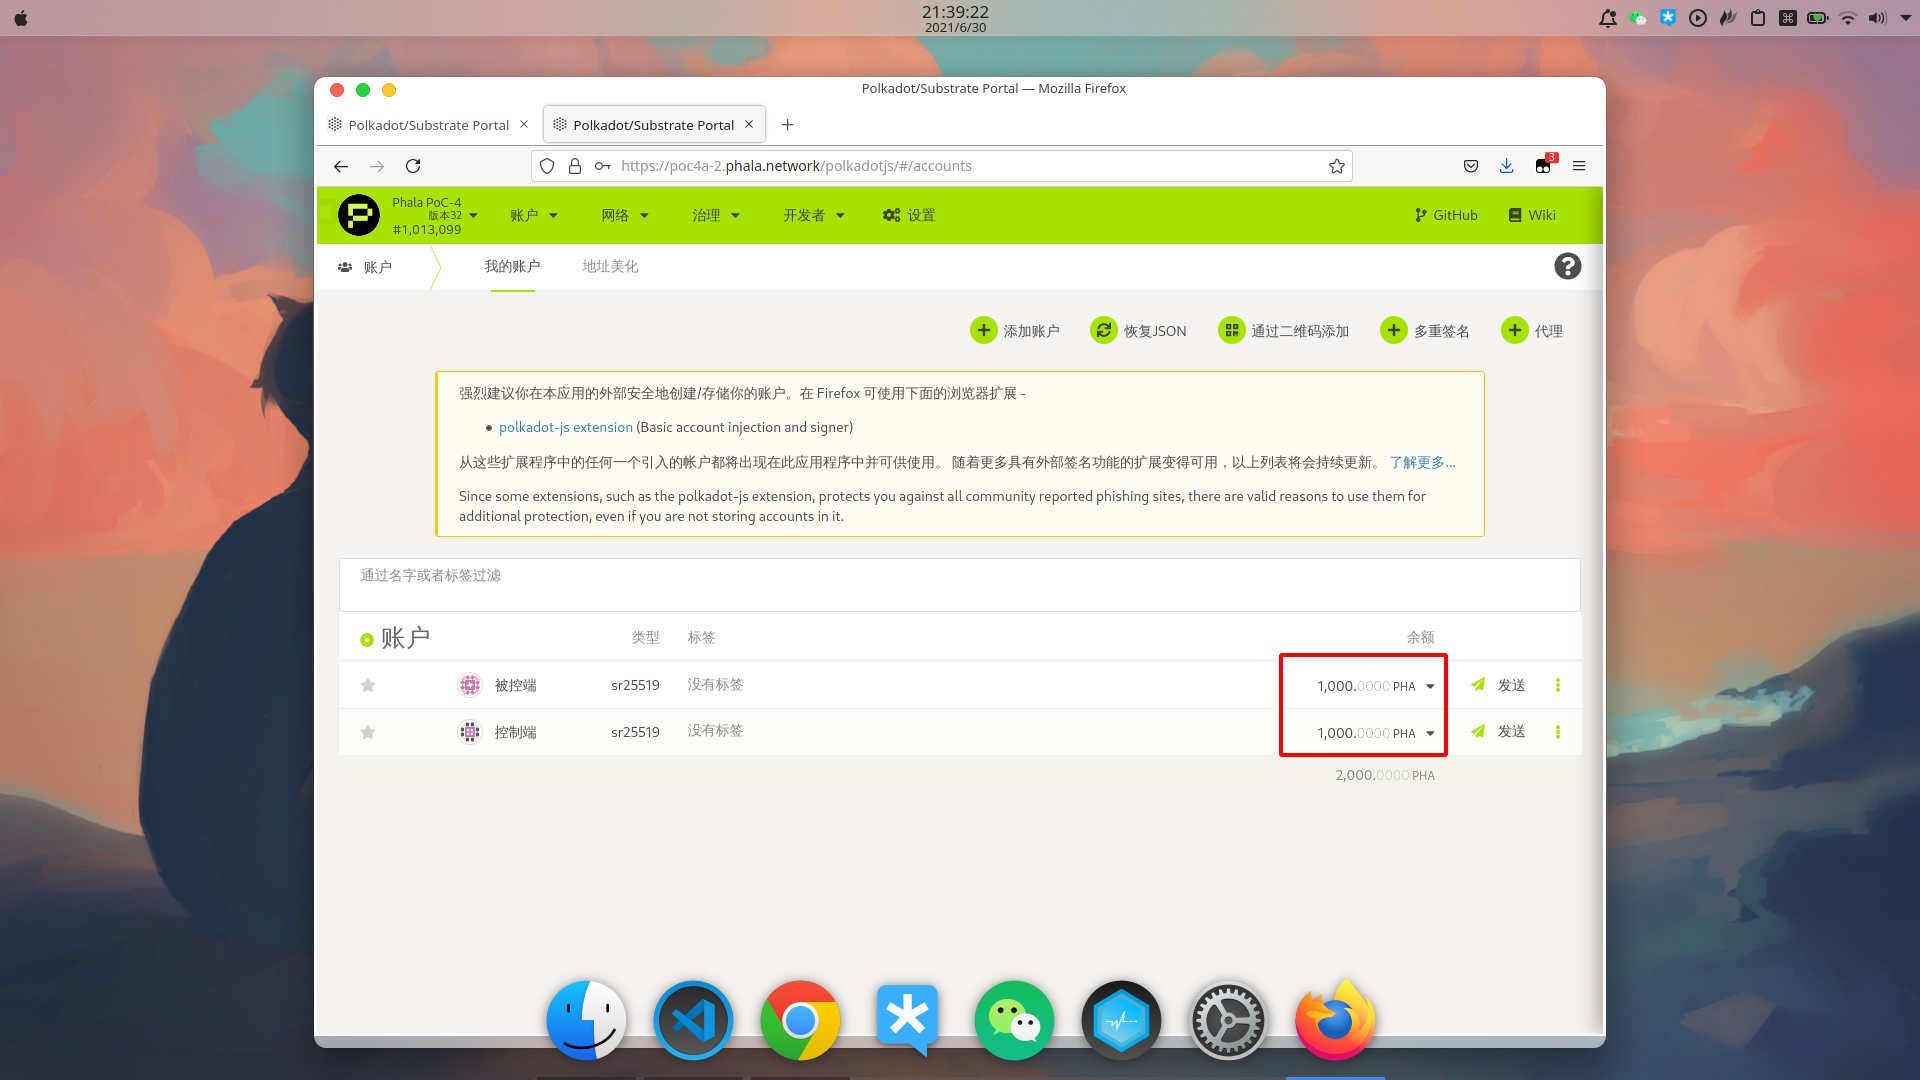 21:39:22
2021/6/30
Polkadot/Substrate Portal — Mozilla Firefox
Polkadot/Substrate Portal
Polkadot/Substrate Portal
https://poc4a-2.phala.network/polkadotjs/#/accounts
3
Phala PoC-4
版本32
#1,013,099
账户
网络
治理
开发者
设置
GitHub
Wiki
账户
我的账户
地址美化
添加账户
恢复JSON
通过二维码添加
多重签名
代理
强烈建议你在本应用的外部安全地创建/存储你的账户。在 Firefox 可使用下面的浏览器扩展 -
polkadot-js extension (Basic account injection and signer)
从这些扩展程序中的任何一个引入的帐户都将出现在此应用程序中并可供使用。 随着更多具有外部签名功能的扩展变得可用，以上列表将会持续更新。 了解更多...
Since some extensions, such as the polkadot-js extension, protects you against all community reported phishing sites, there are valid reasons to use them for
additional protection, even if you are not storing accounts in it.
通过名字或者标签过滤
账户 类型 标签 余额
被控端 sr25519 没有标签 1,000.0000 PHA 发送
控制端 sr25519 没有标签 1,000.0000 PHA 发送
2,000.0000 PHA